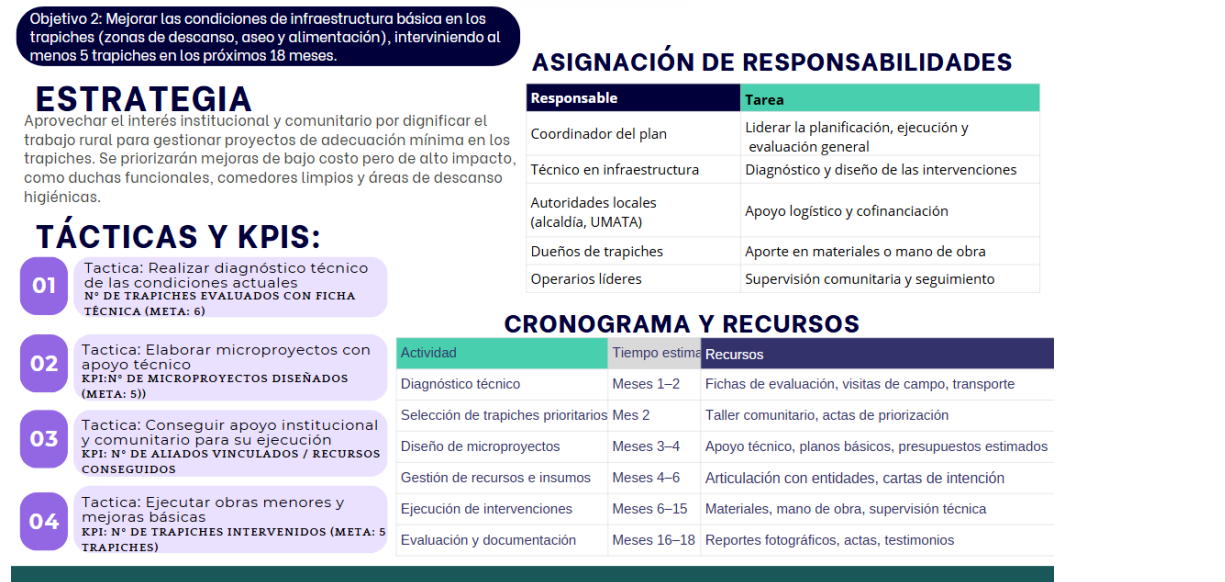 Objetivo 2: Mejorar las condiciones de infraestructura básica en los
trapiches (zonas de descanso, aseo y alimentación), interviniendo al
menos 5 trapiches en los próximos 18 meses.
ESTRATEGIA
Aprovechar el interés institucional y comunitario por dignificar el
trabajo rural para gestionar proyectos de adecuación mínima en los
trapiches. Se priorizarán mejoras de bajo costo pero de alto impacto,
como duchas funcionales, comedores limpios y áreas de descanso
higiénicas.
TÁCTICAS Y KPIS:
01
Tactica: Realizar diagnóstico técnico
de las condiciones actuales
N° DE TRAPICHES EVALUADOS CON FICHA
TÉCNICA (META: 6)
02
Tactica: Elaborar microproyectos con
apoyo técnico
KPI:N° DE MICROPROYECTOS DISEÑADOS
(META: 5))
03
Tactica: Conseguir apoyo institucional
y comunitario para su ejecución
KPI: N° DE ALIADOS VINCULADOS / RECURSOS
CONSEGUIDOS
04
Tactica: Ejecutar obras menores y
mejoras básicas
KPI: N° DE TRAPICHES INTERVENIDOS (META: 5
TRAPICHES)
ASIGNACIÓN DE RESPONSABILIDADES
Responsable Tarea
Coordinador del plan Liderar la planificación, ejecución y
evaluación general
Técnico en infraestructura Diagnóstico y diseño de las intervenciones
Autoridades locales
(alcaldía, UMATA) Apoyo logístico y cofinanciación
Dueños de trapiches Aporte en materiales o mano de obra
Operarios líderes Supervisión comunitaria y seguimiento
CRONOGRAMA Y RECURSOS
Actividad Tiempo estima Recursos
Diagnóstico técnico Meses 1–2 Fichas de evaluación, visitas de campo, transporte
Selección de trapiches prioritarios Mes 2 Taller comunitario, actas de priorización
Diseño de microproyectos Meses 3–4 Apoyo técnico, planos básicos, presupuestos estimados
Gestión de recursos e insumos Meses 4–6 Articulación con entidades, cartas de intención
Ejecución de intervenciones Meses 6–15 Materiales, mano de obra, supervisión técnica
Evaluación y documentación Meses 16–18 Reportes fotográficos, actas, testimonios